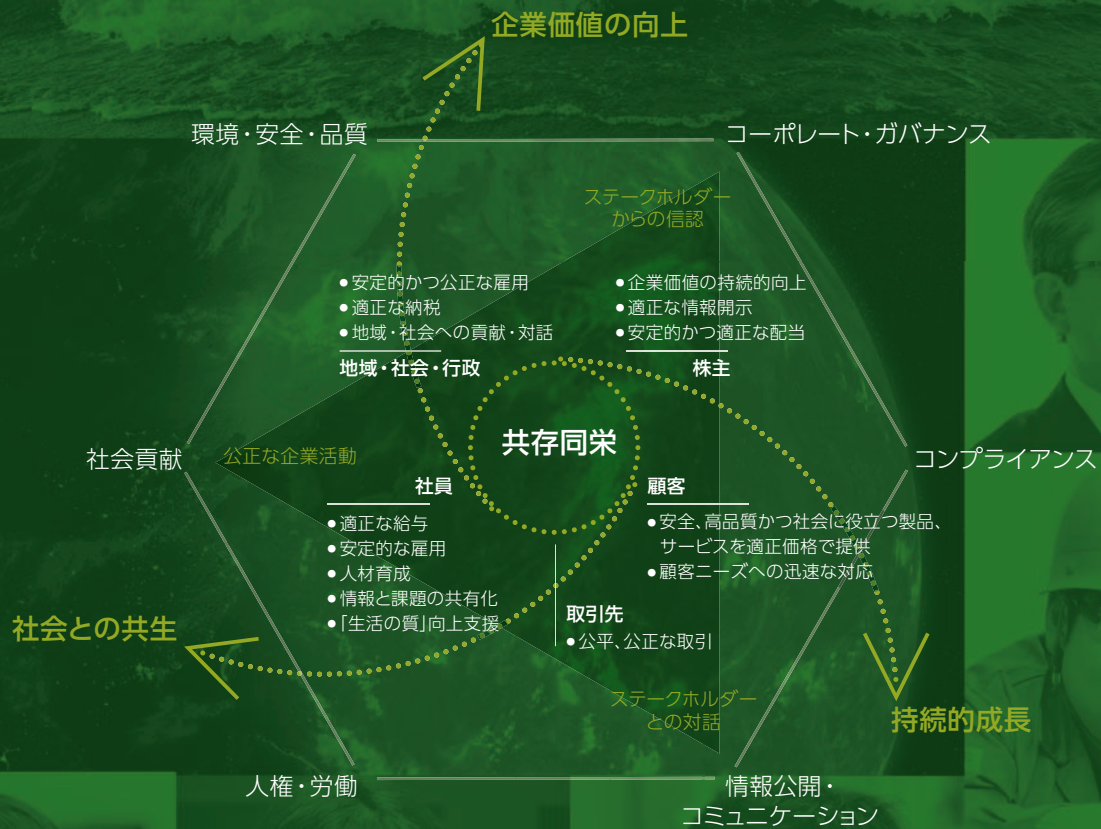 企業価値の向上
環境・安全・品質
コーポレート・ガバナンス
ステークホルダー
からの信認
●安定的かつ公正な雇用
●適正な納税
●地域・社会への貢献・対話
地域・社会・行政
●企業価値の持続的向上
●適正な情報開示
●安定的かつ適正な配当
株主
共存同栄
社会貢献
公正な企業活動
コンプライアンス
社員
●適正な給与
●安定的な雇用
●人材育成
●情報と課題の共有化
●「生活の質」向上支援
顧客
●安全、高品質かつ社会に役立つ製品、
サービスを適正価格で提供
●顧客ニーズへの迅速な対応
取引先
●公平、公正な取引
社会との共生
ステークホルダー
との対話
持続的成長
人権・労働
情報公開・
コミュニケーション